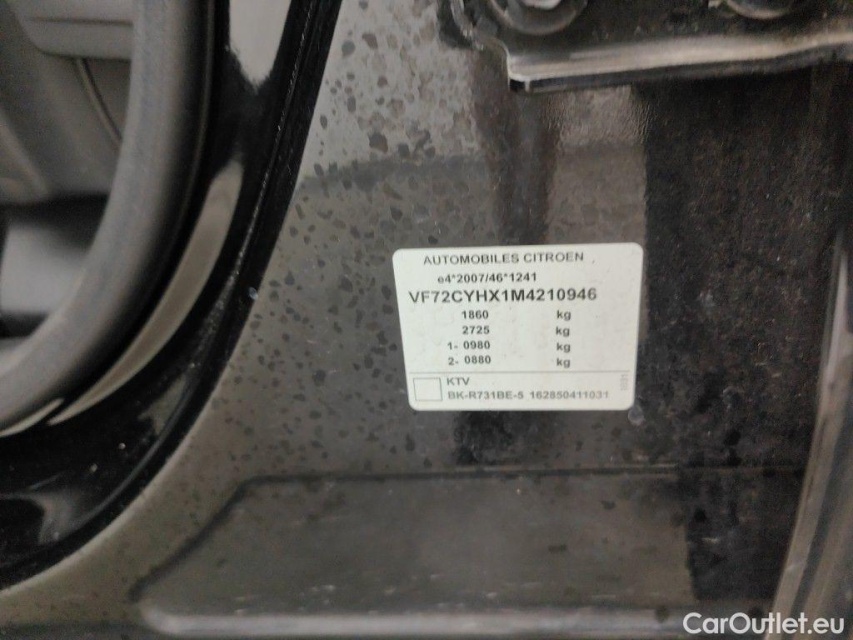 AUTOMOBILES CITROEN
e4*2007/46*1241
VF72CYHX1M4210946
1860 kg
2725 kg
1- 0980 kg
2- 0880 kg
KTV
BK-R731BE-5 162850411031
CarOutlet.eu